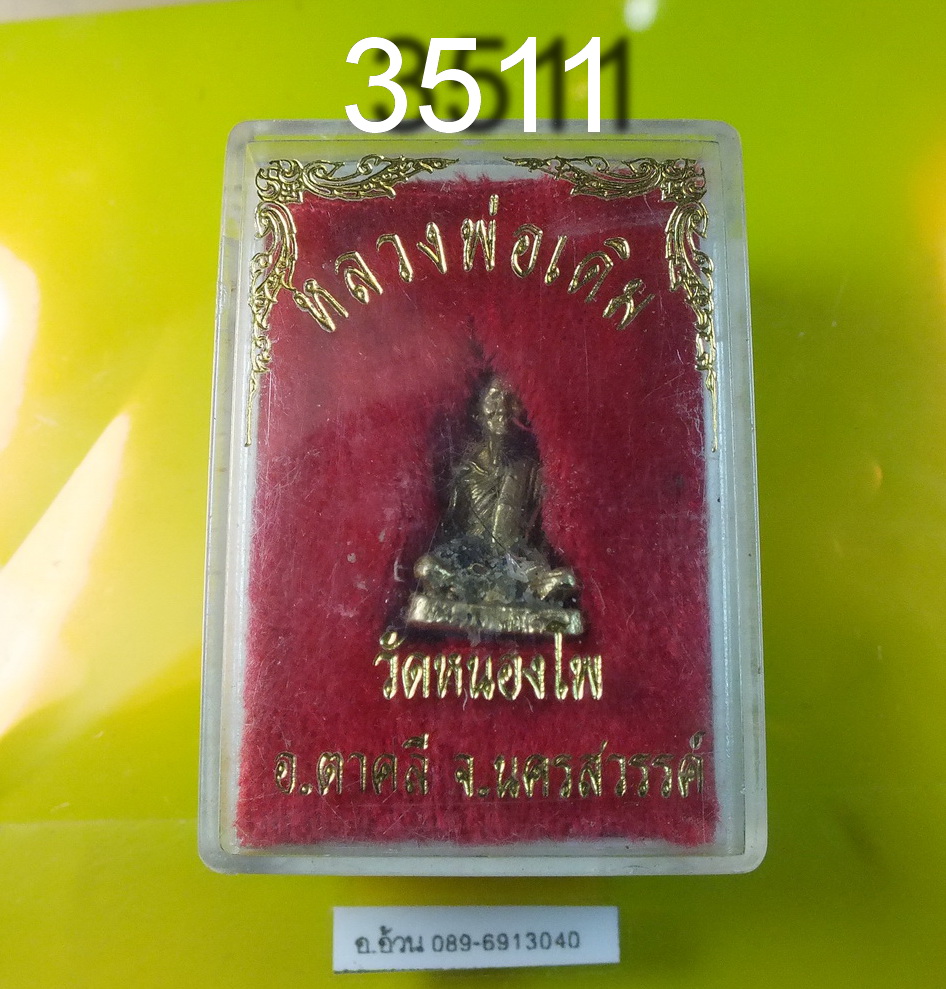 3511
หลวงพ่อเดิม
วัดหนองโพ
อ.ตาคลี จ.นครสวรรค์
อ.อ้วน 089-6913040